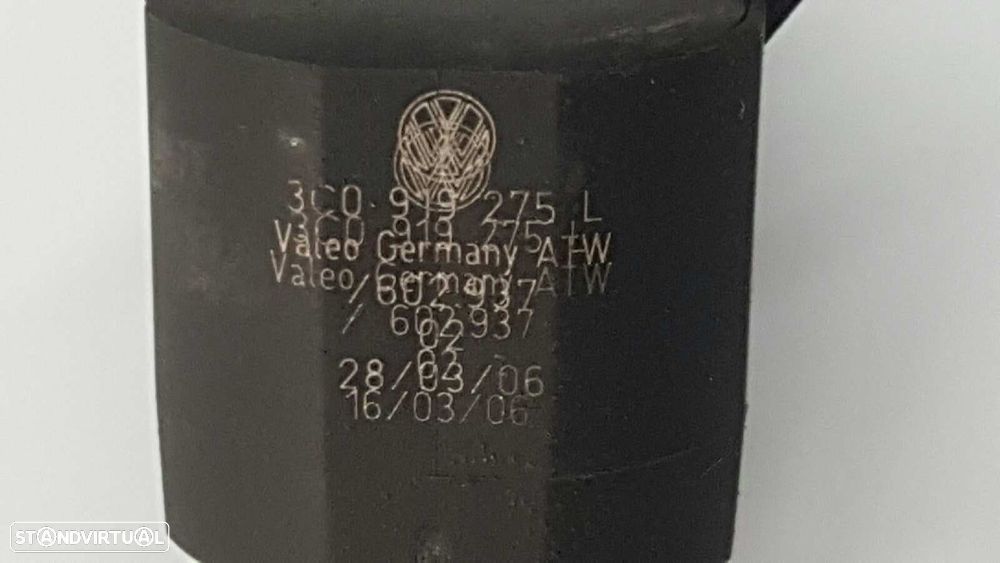 3C0 919 275 L
3C0 919 275 L
Valeo Germany ATW
Valeo Germany ATW
/602.937
/ 602.937
02
02
28/03/06
16/03/06
STANDVIRTUAL